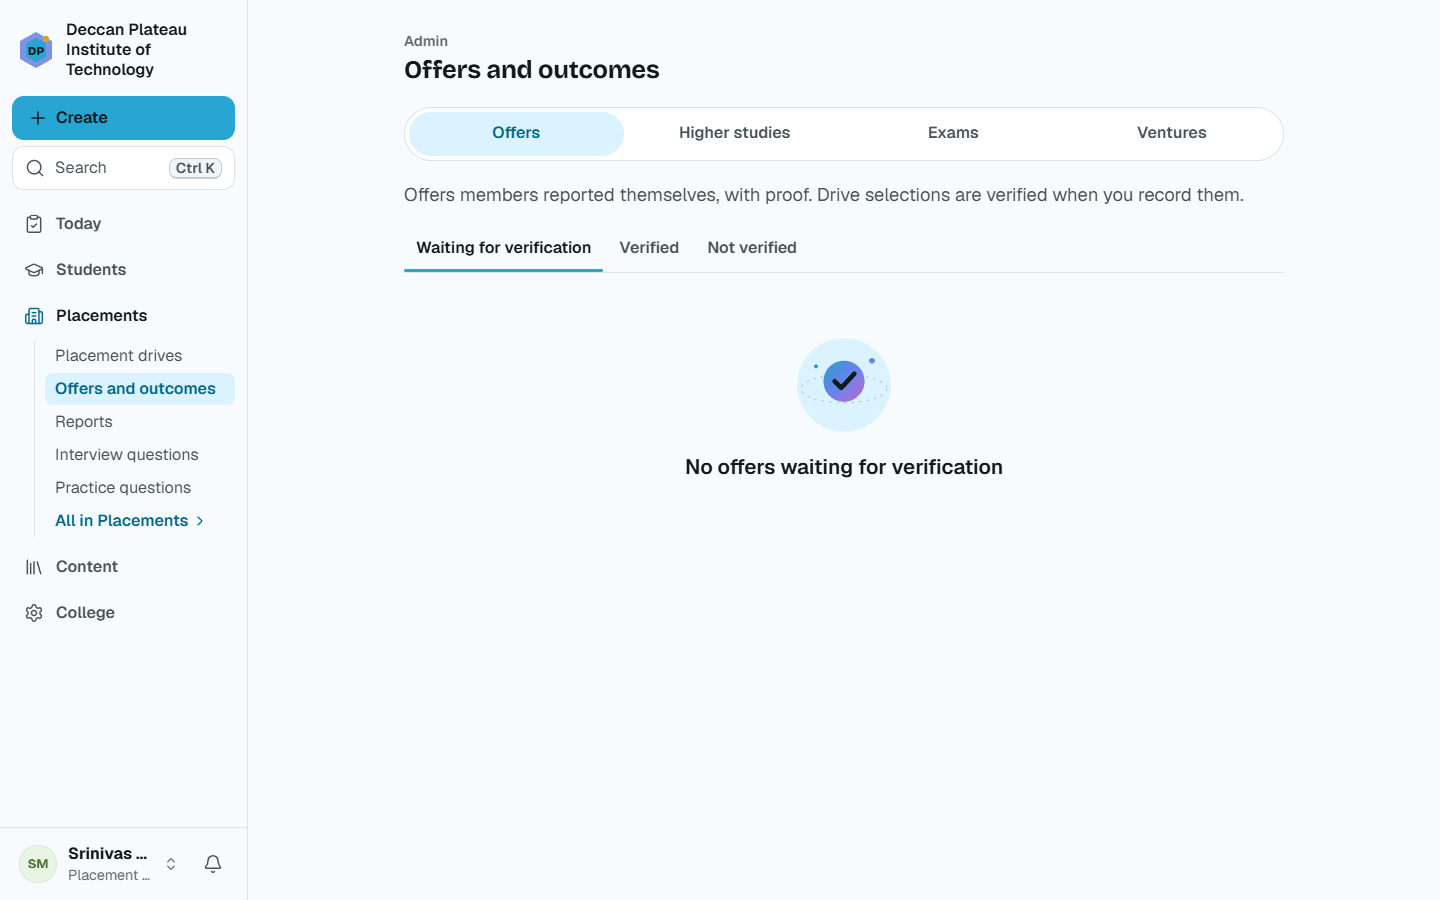 DP
Deccan Plateau
Institute of
Technology
Create
Search
Ctrl K
Today
Students
Placements
Placement drives
Offers and outcomes
Reports
Interview questions
Practice questions
All in Placements
Content
College
SM
Srinivas ...
Placement ...
Admin
Offers and outcomes
Offers
Higher studies
Exams
Ventures
Offers members reported themselves, with proof. Drive selections are verified when you record them.
Waiting for verification
Verified
Not verified
No offers waiting for verification